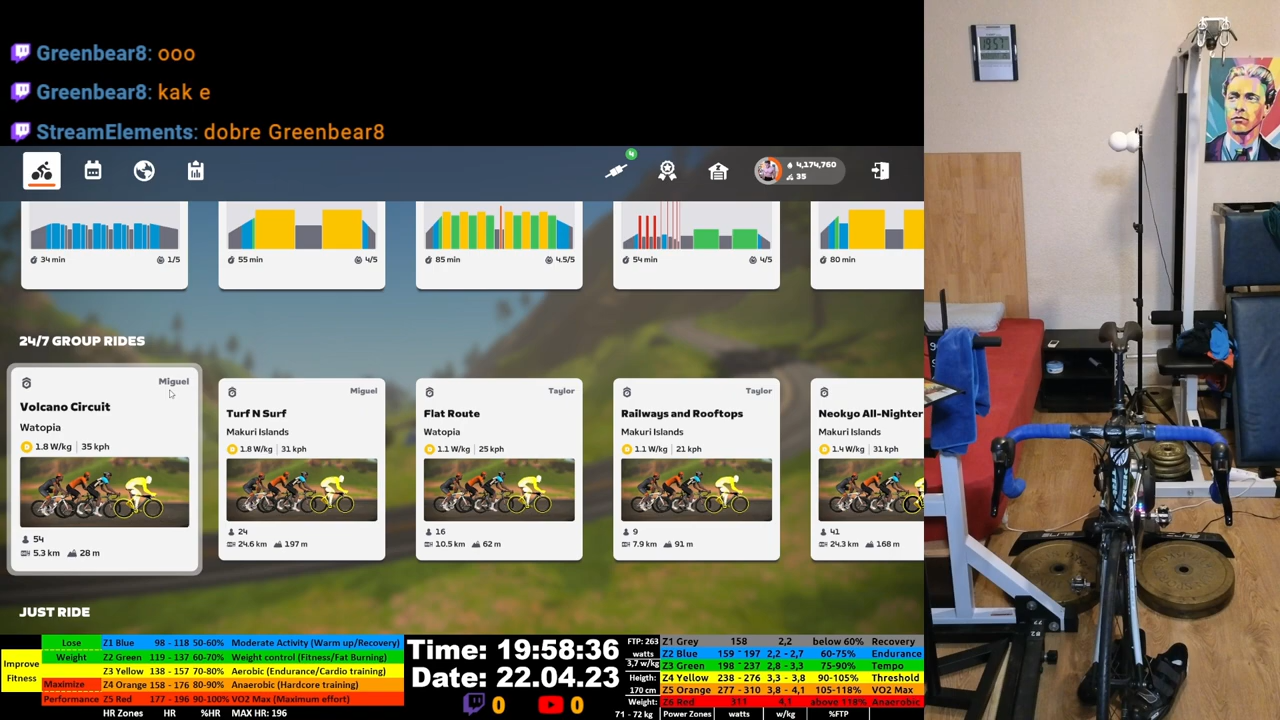 Greenbear8: ooo
Greenbear8: kak e
StreamElements: dobre Greenbear8
4
4,174,760
35
34 min 1/5
55 min 4/5
85 min 4.5/5
54 min 4/5
80 min
24/7 GROUP RIDES
Miguel
Volcano Circuit
Watopia
D 1.8 W/kg 35 kph
54
5.3 km 28 m
Miguel
Turf N Surf
Makuri Islands
D 1.8 W/kg 31 kph
24
24.6 km 197 m
Taylor
Flat Route
Watopia
D 1.1 W/kg 25 kph
16
10.5 km 62 m
Taylor
Railways and Rooftops
Makuri Islands
D 1.1 W/kg 21 kph
9
7.9 km 91 m
Neokyo All-Nighter
Makuri Islands
D 1.4 W/kg 31 kph
41
24.3 km 168 m
JUST RIDE
Lose Z1 Blue 98 - 118 50-60% Moderate Activity (Warm up/Recovery)
Weight Z2 Green 119 - 137 60-70% Weight control (Fitness/Fat Burning)
Improve Fitness Z3 Yellow 138 - 157 70-80% Aerobic (Endurance/Cardio training)
Maximize Z4 Orange 158 - 176 80-90% Anaerobic (Hardcore training)
Performance Z5 Red 177 - 196 90-100% VO2 Max (Maximum effort)
HR Zones HR %HR MAX HR: 196
Time: 19:58:36
Date: 22.04.23
0 0
FTP: 263 Z1 Grey 158 2,2 below 60% Recovery
watts Z2 Blue 159 ~ 197 2,2 - 2,7 60-75% Endurance
3,7 w/kg Z3 Green 198 ~ 237 2,8 - 3,3 75-90% Tempo
Heigth: Z4 Yellow 238 - 276 3,3 - 3,8 90-105% Threshold
170 cm Z5 Orange 277 - 310 3,8 - 4,1 105-118% VO2 Max
Weight: Z6 Red 311 4,1 above 118% Anaerobic
71 - 72 kg Power Zones watts w/kg %FTP
19:57